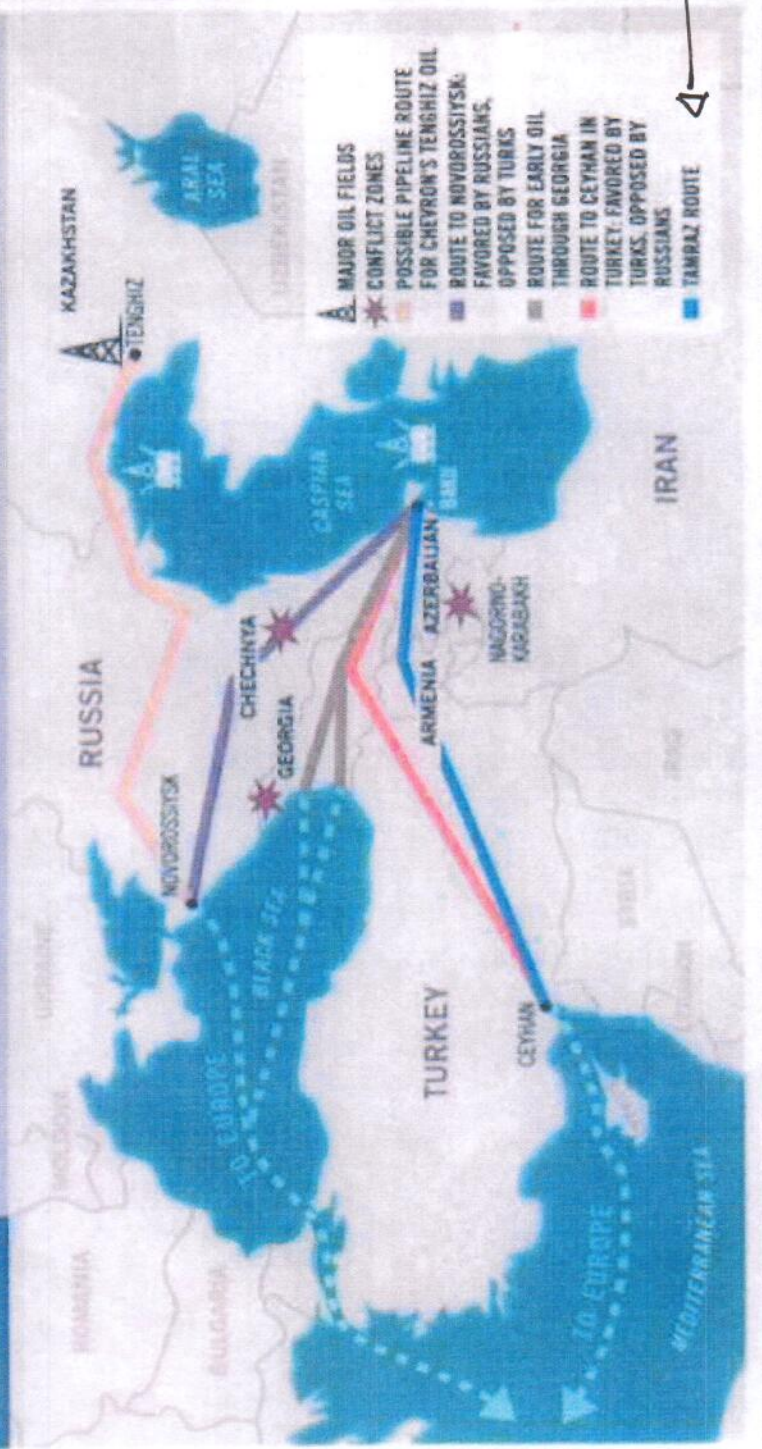 KAZAKHSTAN
TENGHIZ
ARAL
SEA
UZBEKISTAN
RUSSIA
UKRAINE
MOLDOVA
ROMANIA
BULGARIA
NOVOROSSIYSK
CHECHNYA
GEORGIA
CASPIAN
SEA
BAKU
AZERBAIJAN
ARMENIA
NAGORNO-
KARABAKH
BLACK SEA
TO EUROPE
TURKEY
CEYHAN
IRAN
IRAQ
SYRIA
TO EUROPE
MEDITERRANEAN SEA
MAJOR OIL FIELDS
CONFLICT ZONES
POSSIBLE PIPELINE ROUTE
FOR CHEVRON'S TENGHIZ OIL
ROUTE TO NOVOROSSIYSK:
FAVORED BY RUSSIANS,
OPPOSED BY TURKS
ROUTE FOR EARLY OIL
THROUGH GEORGIA
ROUTE TO CEYHAN IN
TURKEY: FAVORED BY
TURKS, OPPOSED BY
RUSSIANS
TAMRAZ ROUTE